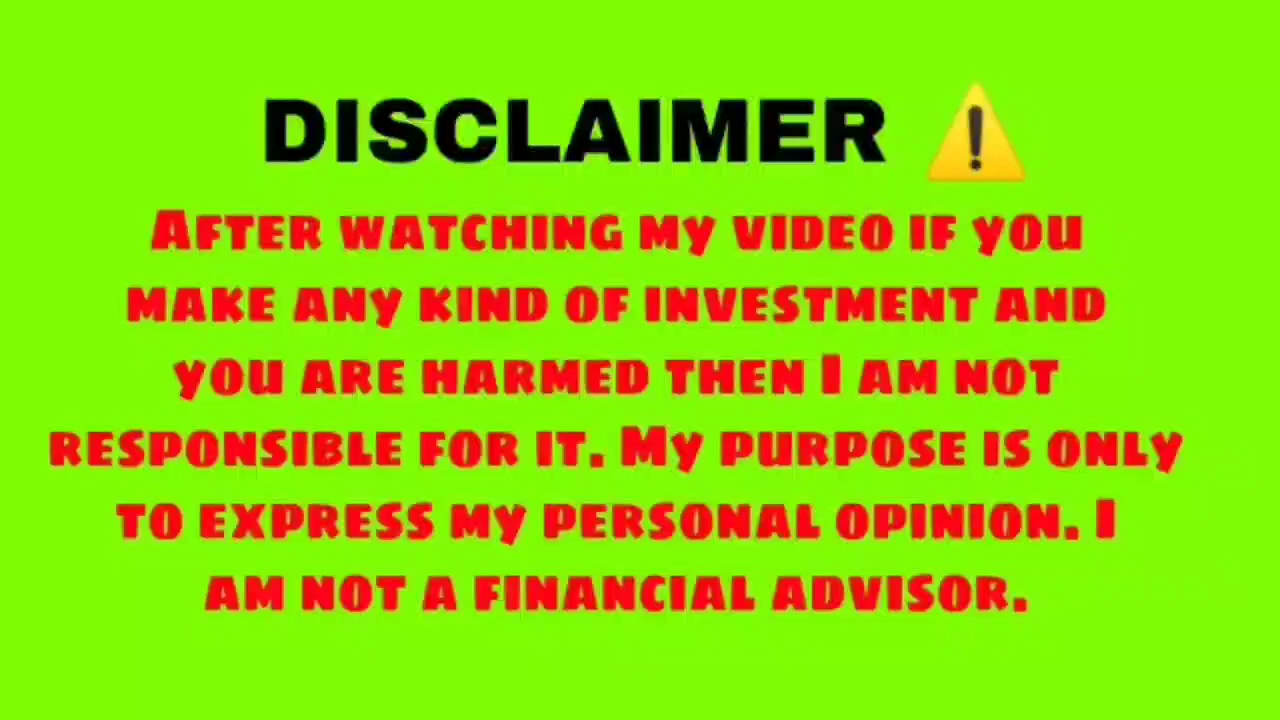 DISCLAIMER ⚠️
After watching my video if you
make any kind of investment and
you are harmed then I am not
responsible for it. My purpose is only
to express my personal opinion. I
am not a financial advisor.